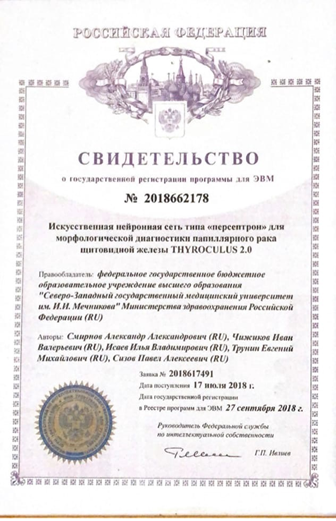 РОССИЙСКАЯ ФЕДЕРАЦИЯ
СВИДЕТЕЛЬСТВО
о государственной регистрации программы для ЭВМ
№ 2018662178
Искусственная нейронная сеть типа «персептрон» для
морфологической диагностики папиллярного рака
щитовидной железы THYROCULUS 2.0
Правообладатель: федеральное государственное бюджетное
образовательное учреждение высшего образования
"Северо-Западный государственный медицинский университет
им. И.И. Мечникова" Министерства здравоохранения Российской
Федерации (RU)
Авторы: Смирнов Александр Александрович (RU), Чижиков Иван
Валерьевич (RU), Исаев Илья Владимирович (RU), Трунин Евгений
Михайлович (RU), Сизов Павел Алексеевич (RU)
Заявка № 2018617491
Дата поступления 17 июля 2018 г.
Дата государственной регистрации
в Реестре программ для ЭВМ 27 сентября 2018 г.
Руководитель Федеральной службы
по интеллектуальной собственности
Г.П. Ивлиев